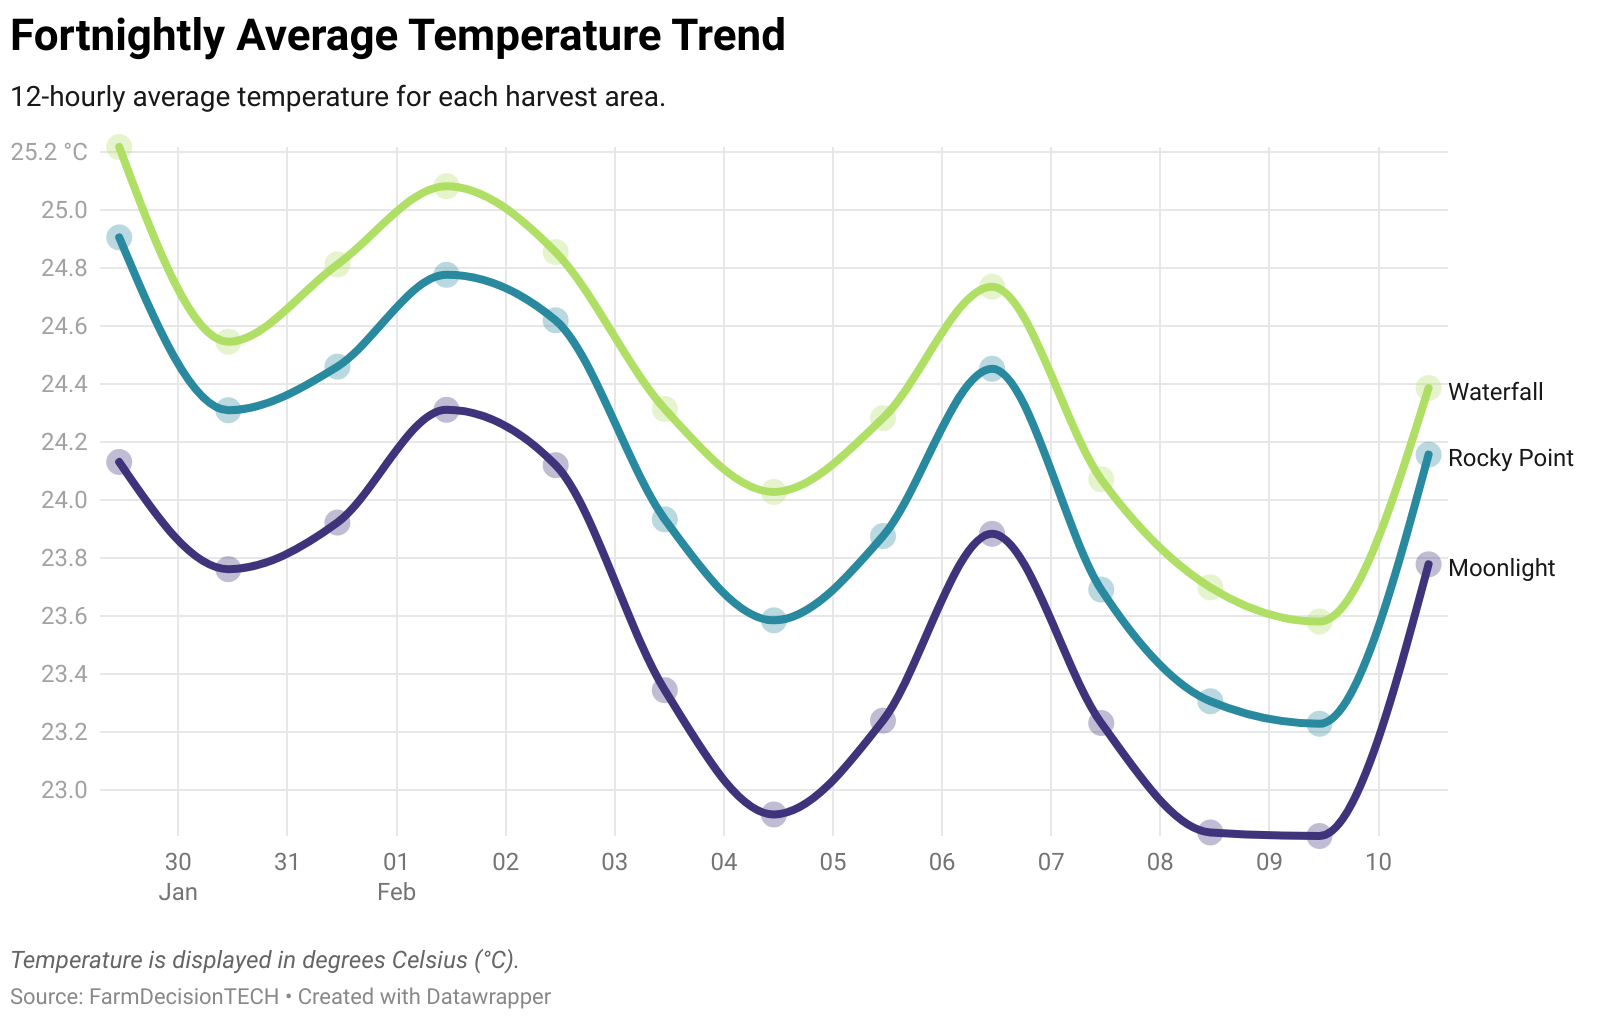 Fortnightly Average Temperature Trend
12-hourly average temperature for each harvest area.
25.2 °C
25.0
24.8
24.6
24.4
24.2
24.0
23.8
23.6
23.4
23.2
23.0
Waterfall
Rocky Point
Moonlight
30 31 01 02 03 04 05 06 07 08 09 10
Jan Feb
Temperature is displayed in degrees Celsius (°C).
Source: FarmDecisionTECH • Created with Datawrapper